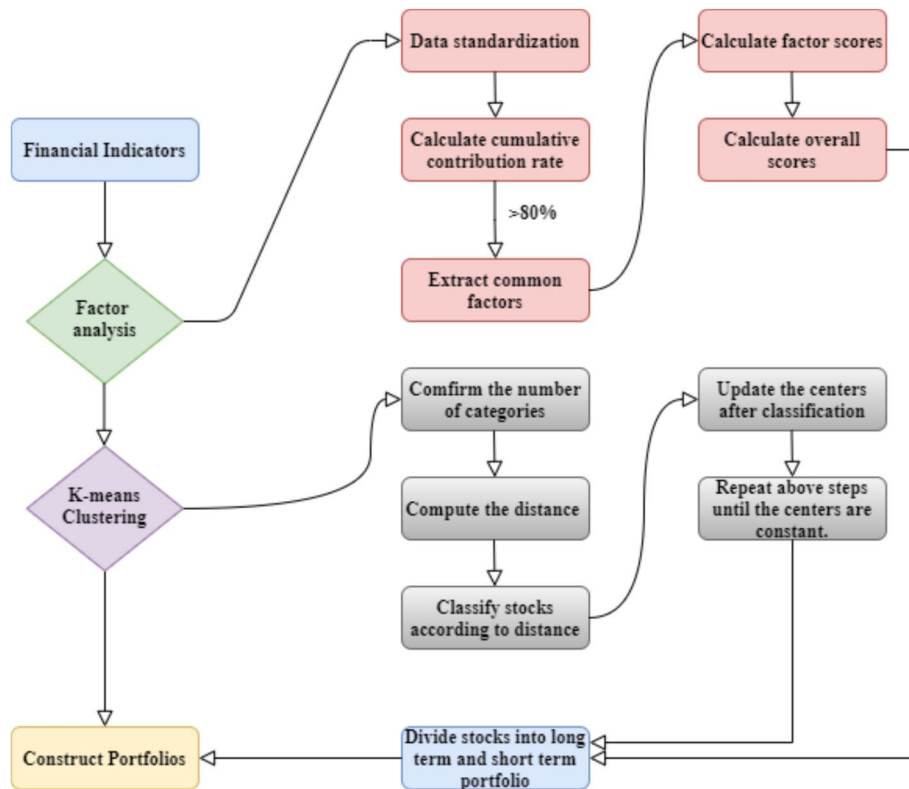 Financial Indicators
Factor
analysis
K-means
Clustering
Construct Portfolios
Data standardization
Calculate cumulative
contribution rate
>80%
Extract common
factors
Calculate factor scores
Calculate overall
scores
Comfirm the number
of categories
Compute the distance
Classify stocks
according to distance
Update the centers
after classification
Repeat above steps
until the centers are
constant.
Divide stocks into long
term and short term
portfolio